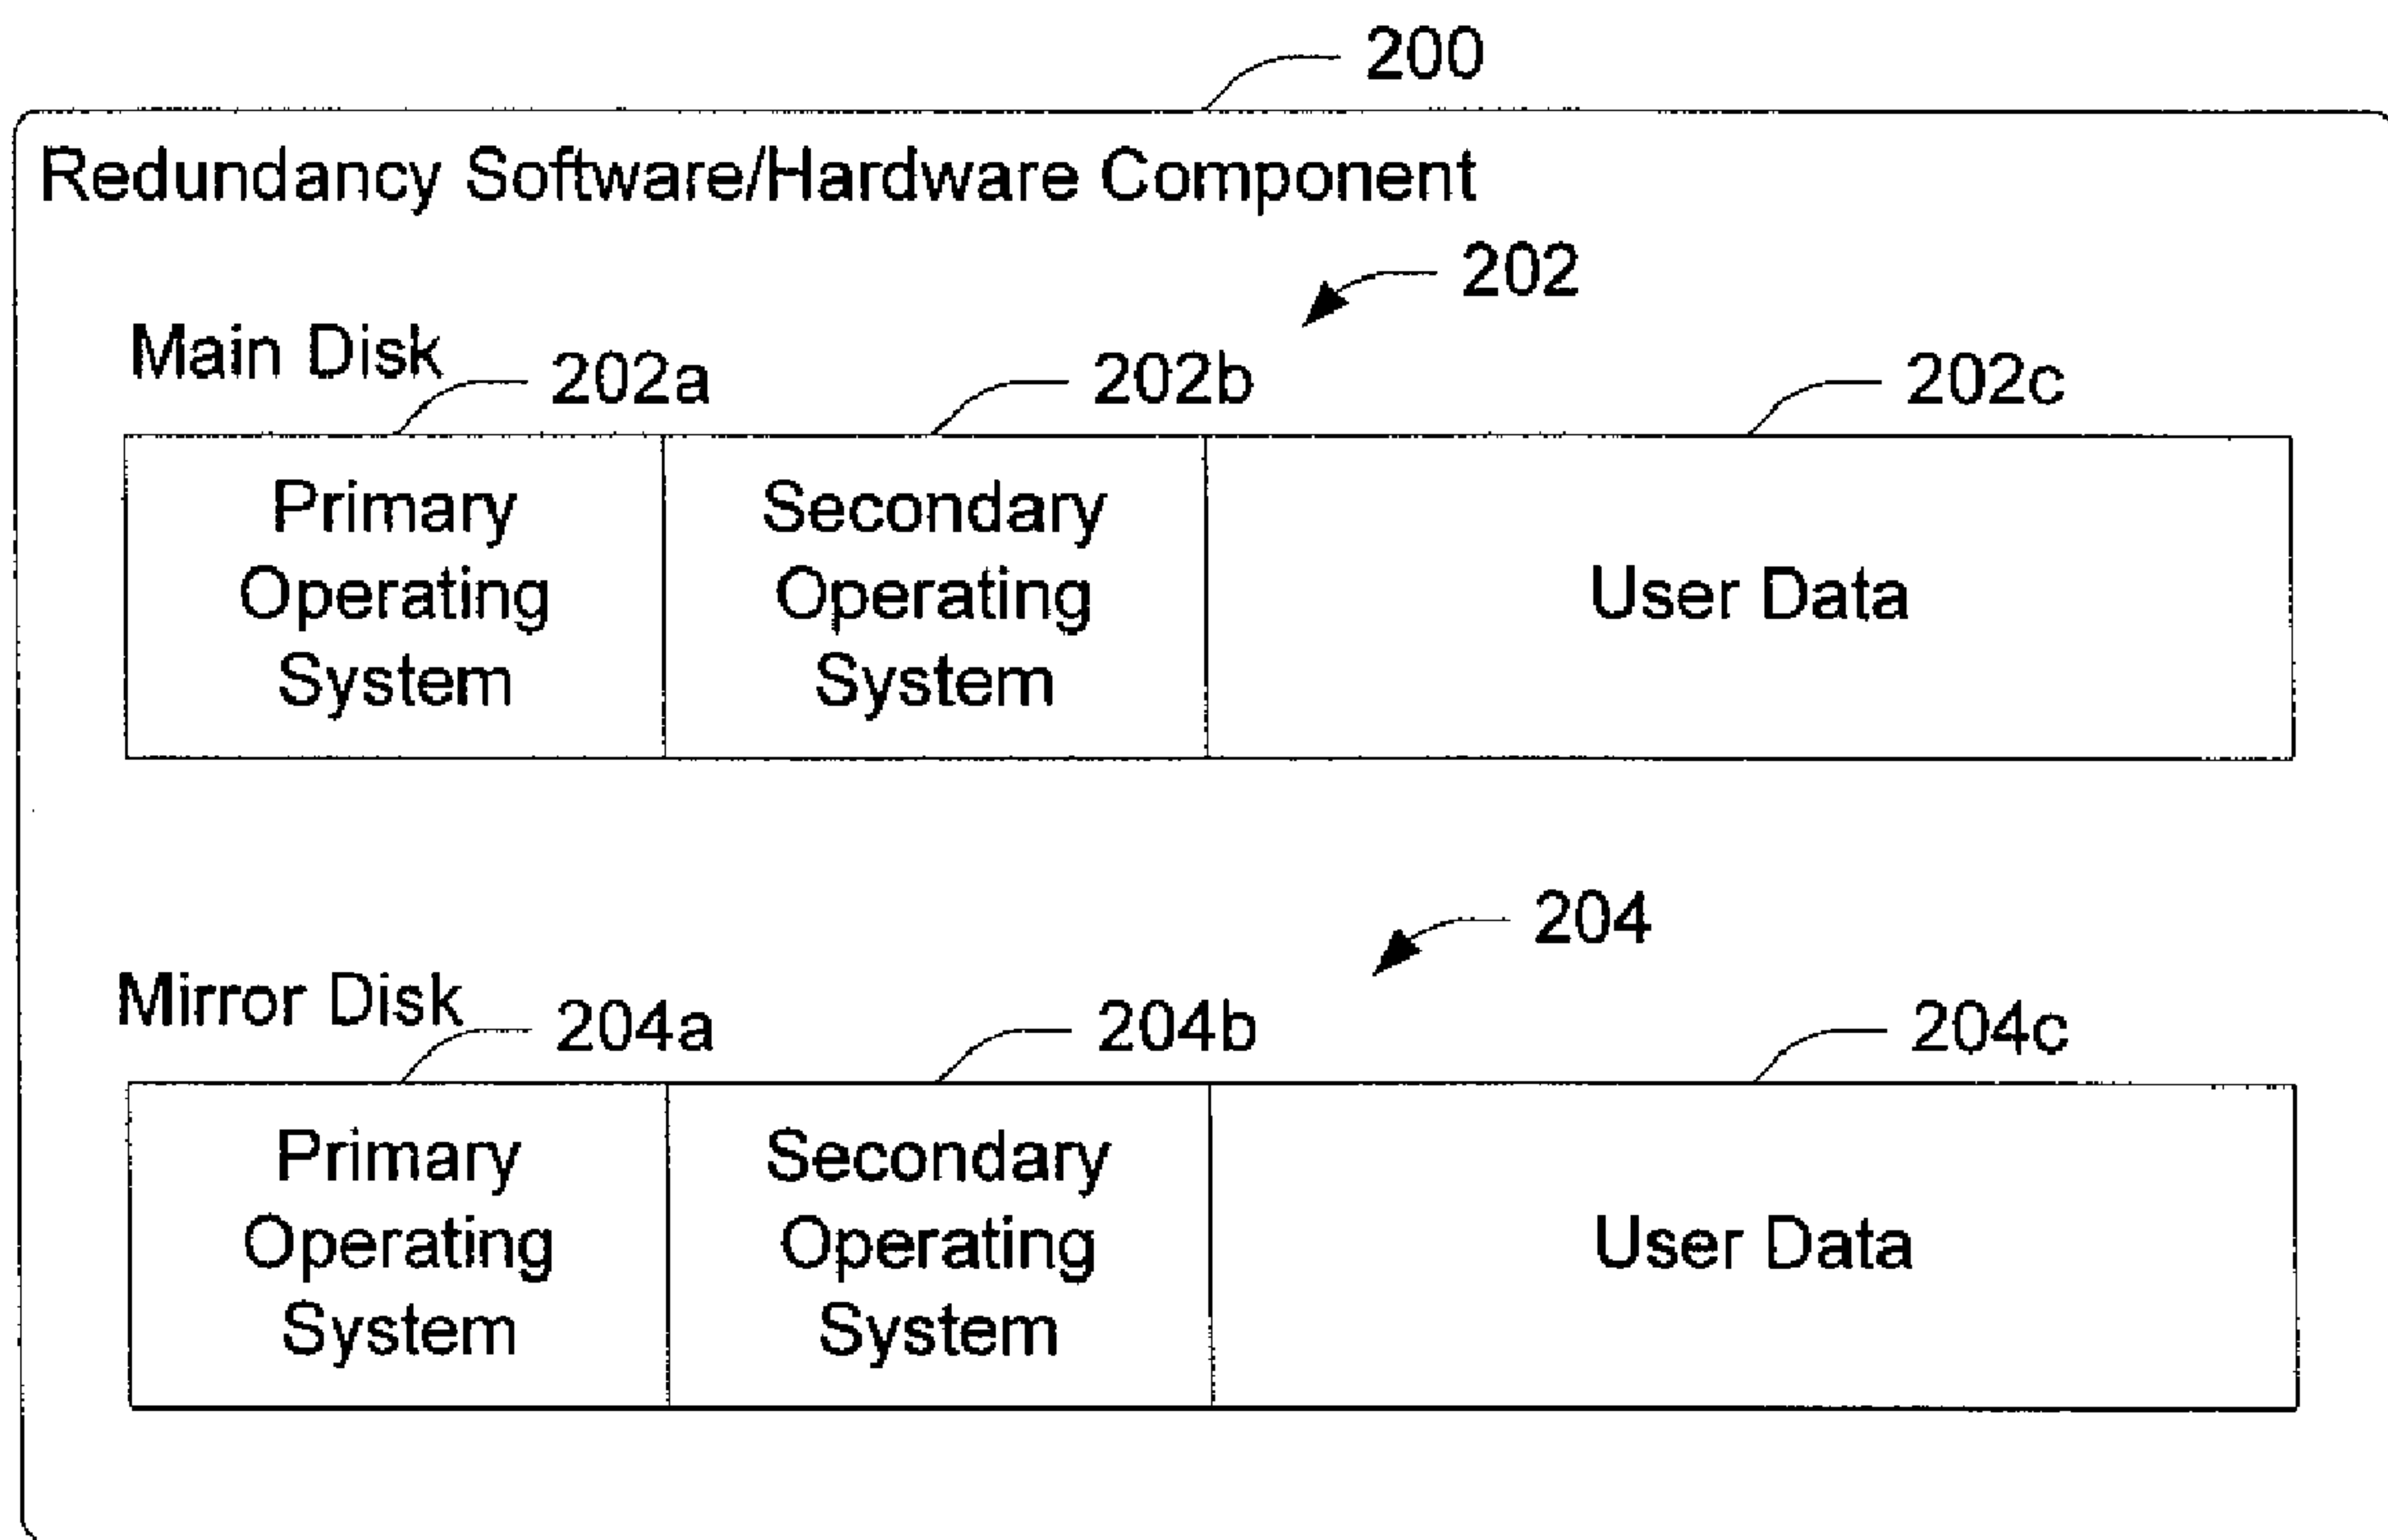 200
Redundancy Software/Hardware Component
202
Main Disk
202a
202b
202c
Primary
Operating
System
Secondary
Operating
System
User Data
204
Mirror Disk
204a
204b
204c
Primary
Operating
System
Secondary
Operating
System
User Data